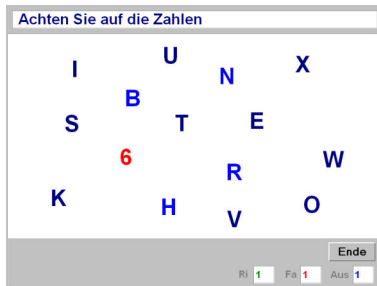 Achten Sie auf die Zahlen
I U N X
B
S T E
6 R W
K H V O
Ende
Ri 1 Fa 1 Aus 1